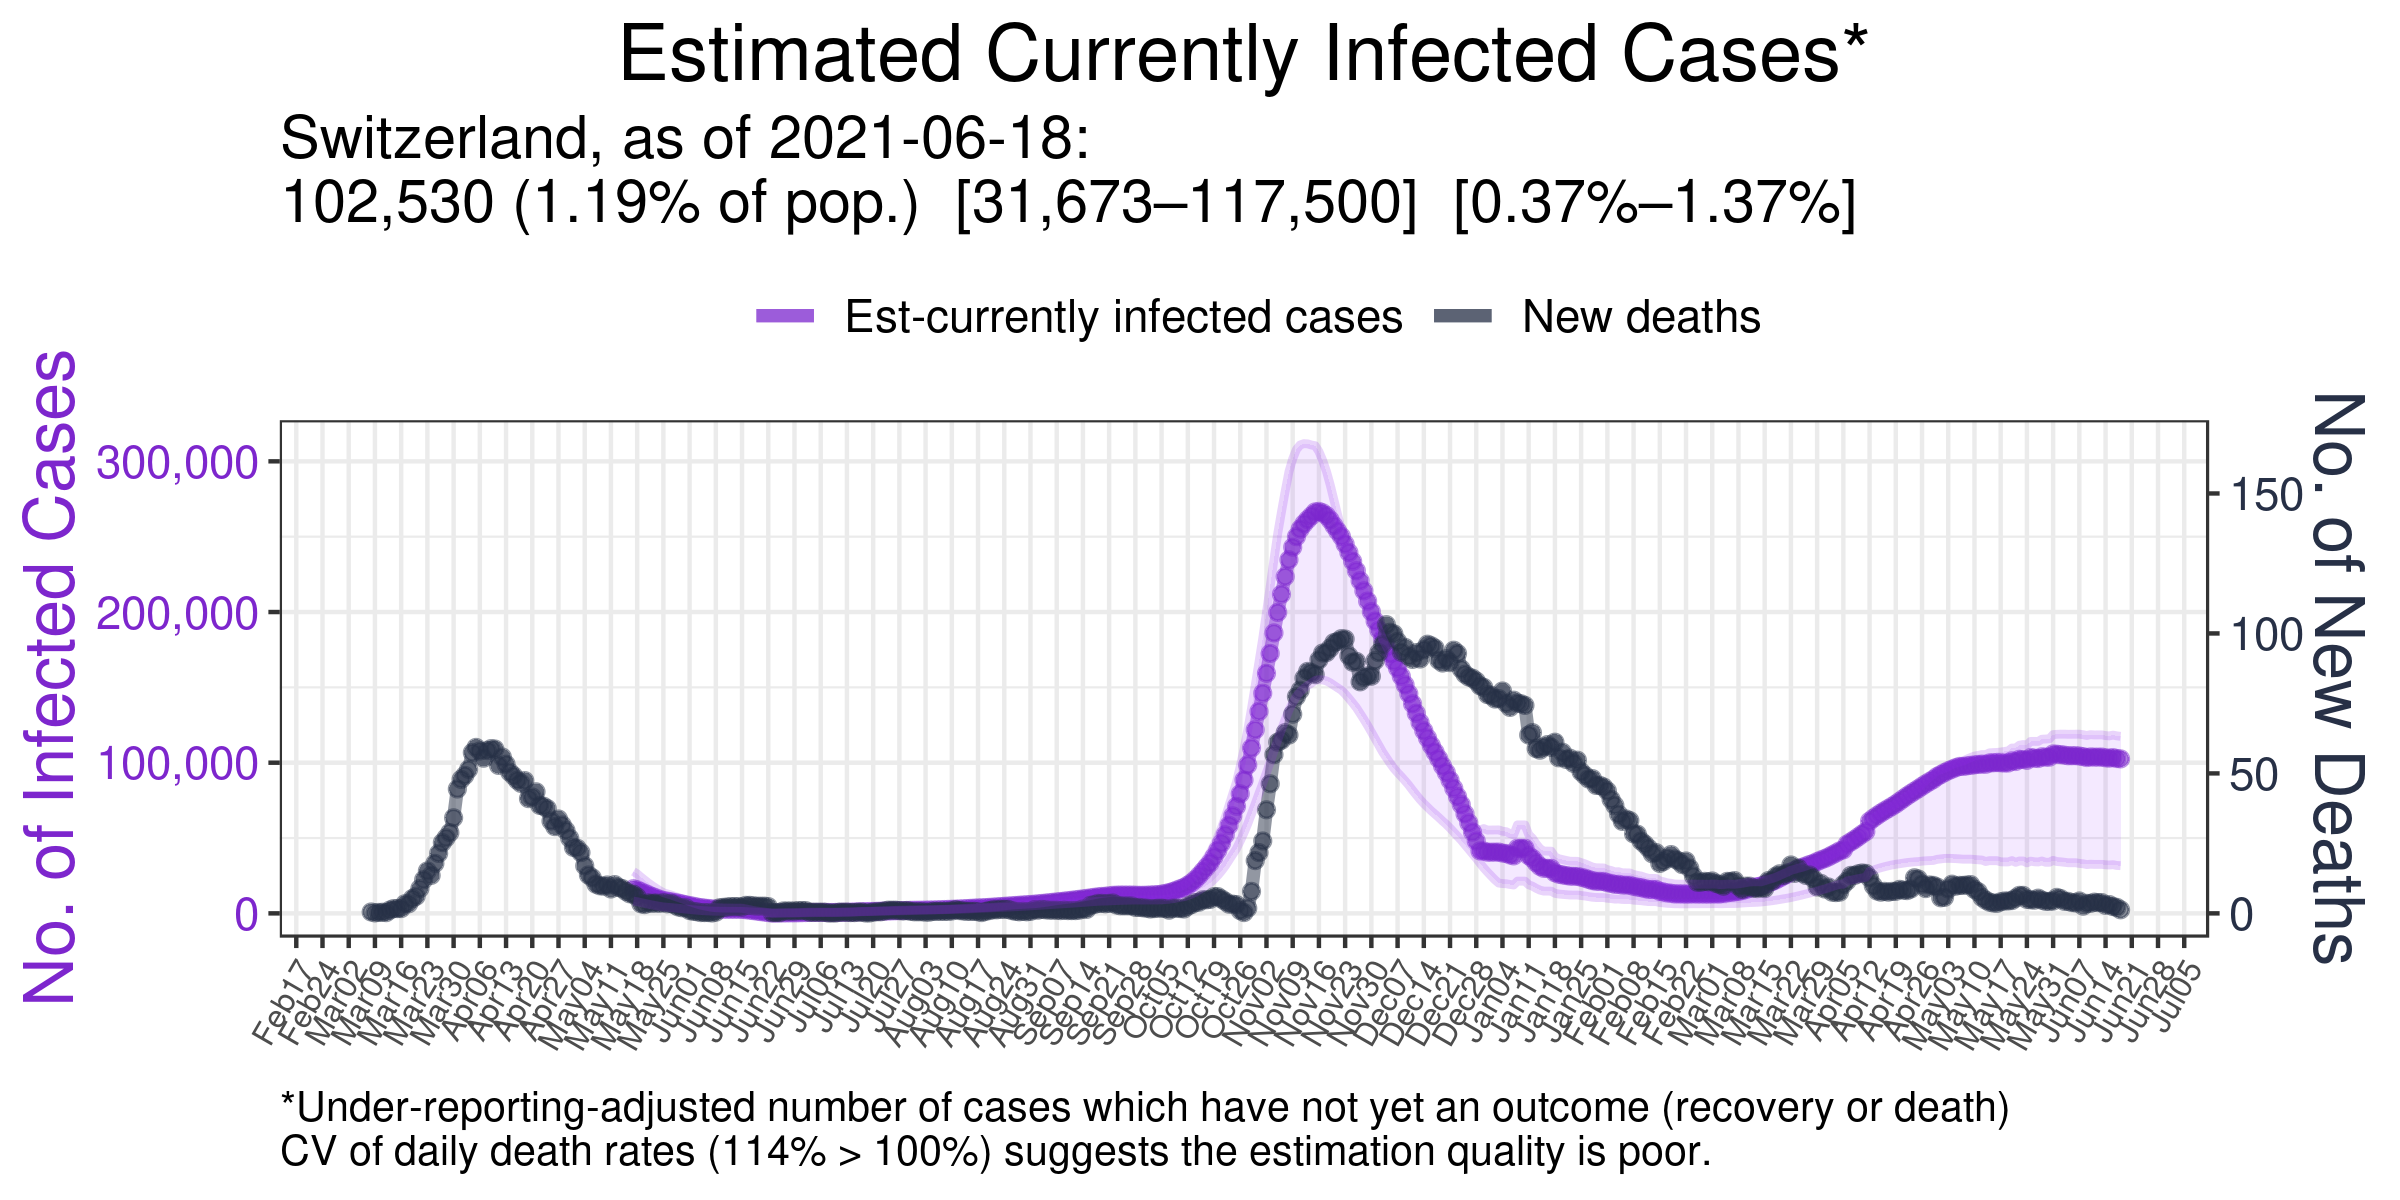 Estimated Currently Infected Cases*
Switzerland, as of 2021-06-18:
102,530 (1.19% of pop.)  [31,673–117,500]  [0.37%–1.37%]
Est-currently infected cases
New deaths
No. of Infected Cases
300,000
200,000
100,000
0
No. of New Deaths
150
100
50
0
Feb17
Feb24
Mar02
Mar09
Mar16
Mar23
Mar30
Apr06
Apr13
Apr20
Apr27
May04
May11
May18
May25
Jun01
Jun08
Jun15
Jun22
Jun29
Jul06
Jul13
Jul20
Jul27
Aug03
Aug10
Aug17
Aug24
Aug31
Sep07
Sep14
Sep21
Sep28
Oct05
Oct12
Oct19
Oct26
Nov02
Nov09
Nov16
Nov23
Nov30
Dec07
Dec14
Dec21
Dec28
Jan04
Jan11
Jan18
Jan25
Feb01
Feb08
Feb15
Feb22
Mar01
Mar08
Mar15
Mar22
Mar29
Apr05
Apr12
Apr19
Apr26
May03
May10
May17
May24
May31
Jun07
Jun14
Jun21
Jun28
Jul05
*Under-reporting-adjusted number of cases which have not yet an outcome (recovery or death)
CV of daily death rates (114% > 100%) suggests the estimation quality is poor.